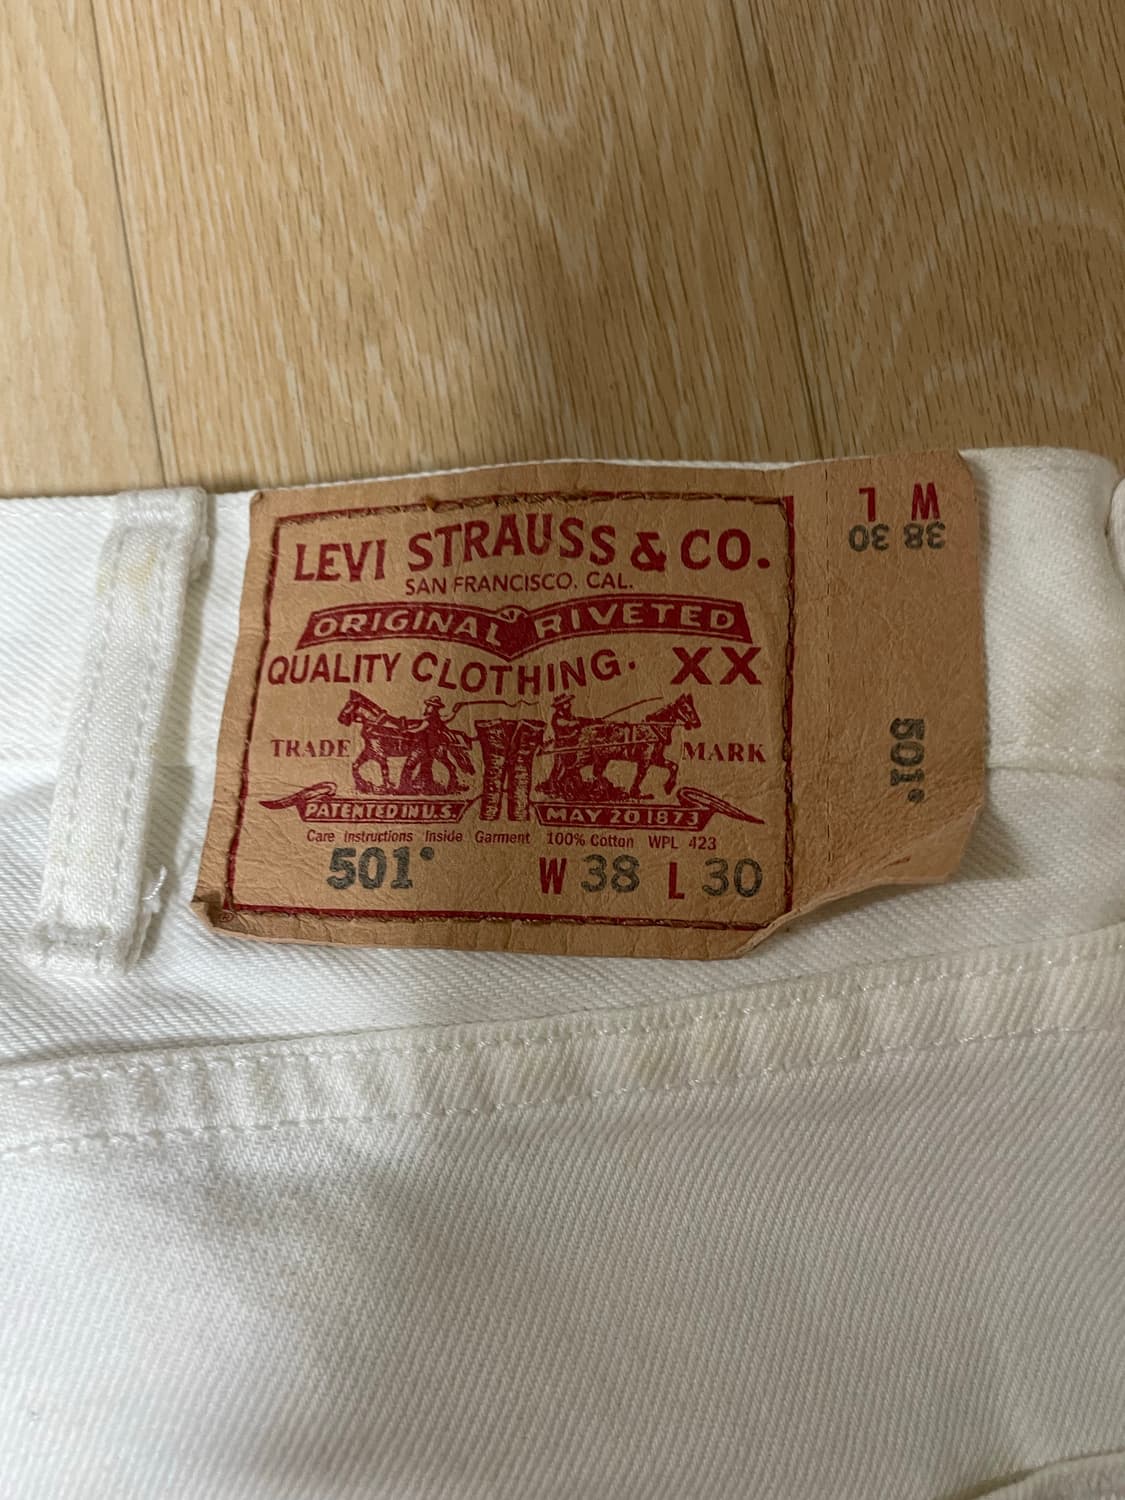 LEVI STRAUSS & CO.
SAN FRANCISCO. CAL.
ORIGINAL RIVETED
QUALITY CLOTHING. XX
TRADE MARK
PATENTED IN U.S. MAY 20 1873
Care Instructions Inside Garment 100% Cotton WPL 423
501® W 38 L 30
W L
38 30
501®